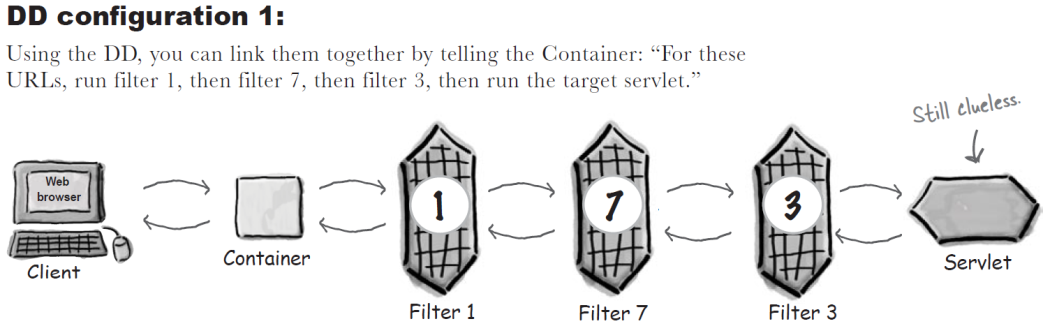 DD configuration 1:
Using the DD, you can link them together by telling the Container: “For these
URLs, run filter 1, then filter 7, then filter 3, then run the target servlet.”
Still clueless.
Web
browser
1
7
3
Client
Container
Servlet
Filter 1
Filter 7
Filter 3